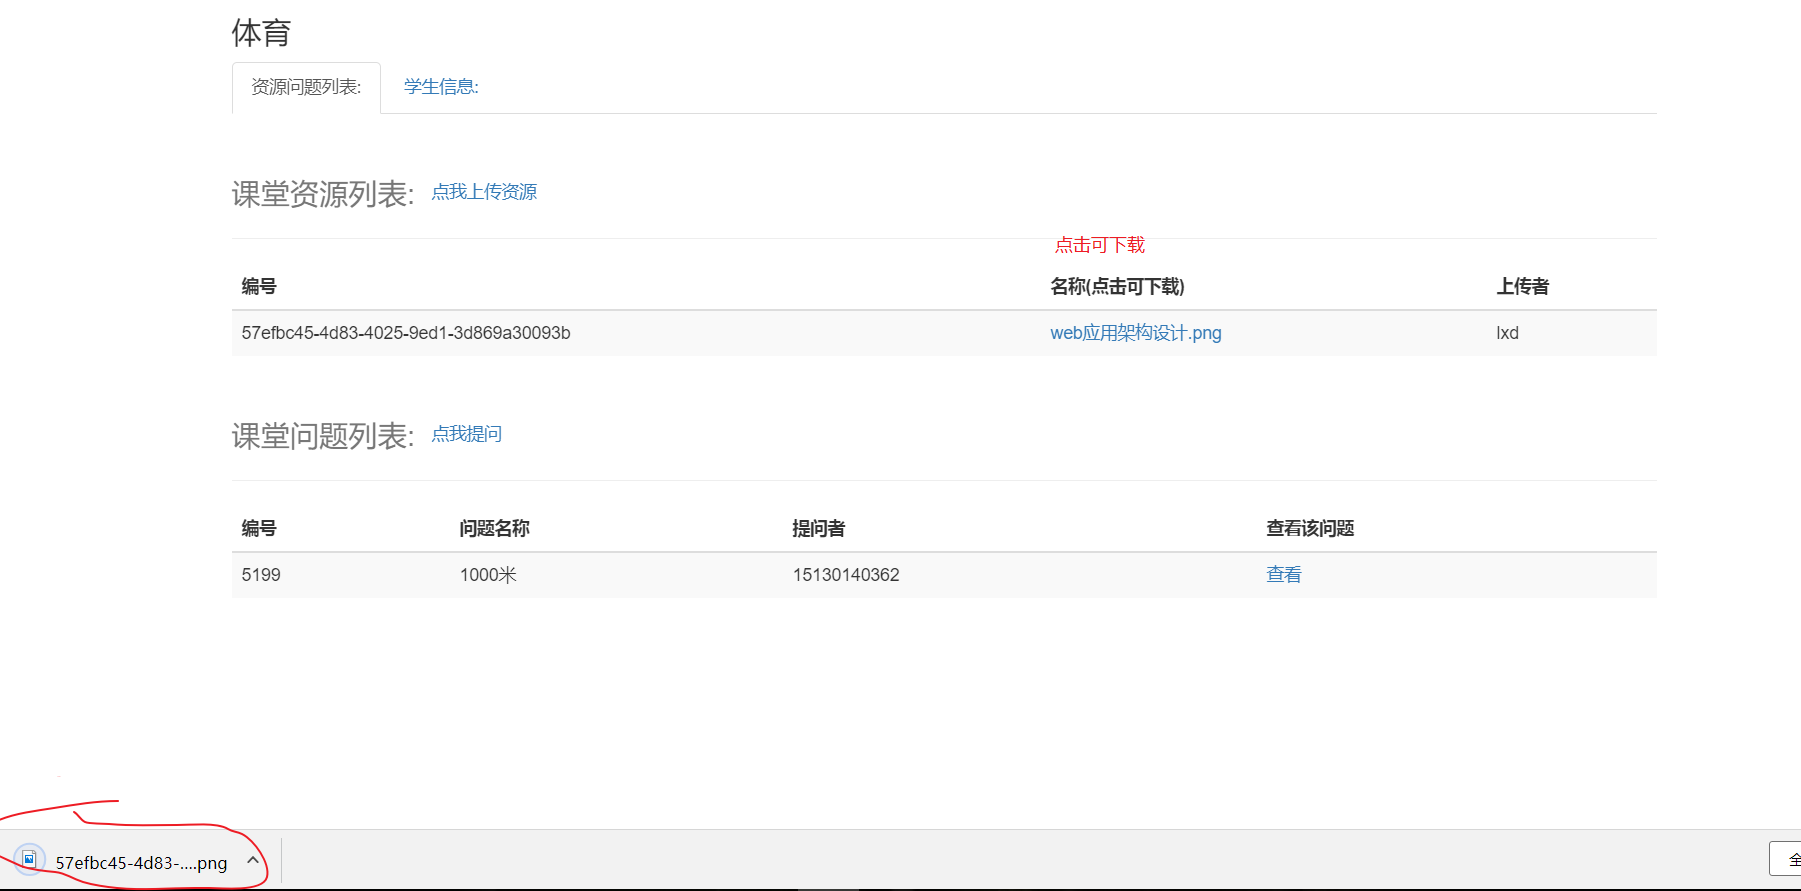 体育
资源问题列表: 学生信息:
课堂资源列表: 点我上传资源
点击可下载
编号 名称(点击可下载) 上传者
57efbc45-4d83-4025-9ed1-3d869a30093b web应用架构设计.png lxd
课堂问题列表: 点我提问
编号 问题名称 提问者 查看该问题
5199 1000米 15130140362 查看
57efbc45-4d83-....png 全